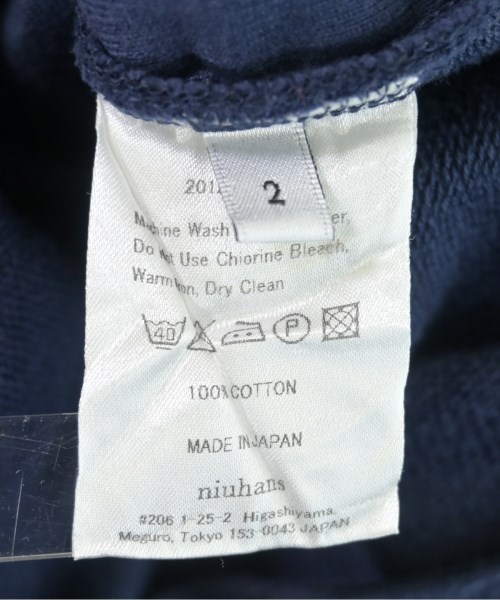 201
2
Machine Wash
Do Not Use Chlorine Bleach,
Warm Iron, Dry Clean
40 P
100%COTTON
MADE IN JAPAN
niuhans
#206 1-25-2 Higashiyama,
Meguro, Tokyo 153-0043 JAPAN